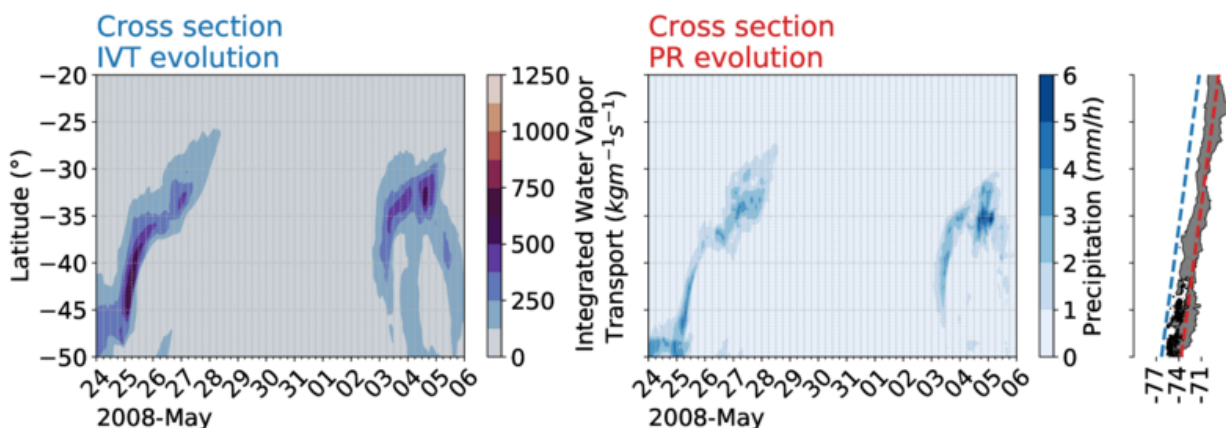 Cross section
IVT evolution
−20
−25
−30
−35
−40
−45
−50
Latitude (°)
24 25 26 27 28 29 30 31 01 02 03 04 05 06
2008-May
1250
1000
750
500
250
0
Integrated Water Vapor
Transport (kgm⁻¹s⁻¹)
Cross section
PR evolution
24 25 26 27 28 29 30 31 01 02 03 04 05 06
2008-May
6
5
4
3
2
1
0
Precipitation (mm/h)
-77 -74 -71